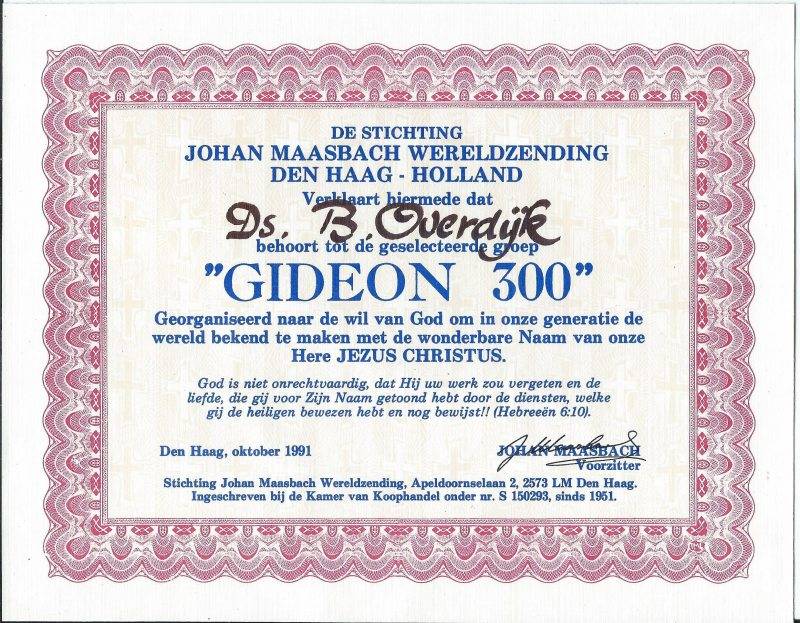 DE STICHTING
JOHAN MAASBACH WERELDZENDING
DEN HAAG - HOLLAND
Verklaart hiermede dat
Ds. B. Overdijk
behoort tot de geselecteerde groep
"GIDEON 300"
Georganiseerd naar de wil van God om in onze generatie de
wereld bekend te maken met de wonderbare Naam van onze
Here JEZUS CHRISTUS.
God is niet onrechtvaardig, dat Hij uw werk zou vergeten en de
liefde, die gij voor Zijn Naam getoond hebt door de diensten, welke
gij de heiligen bewezen hebt en nog bewijst!! (Hebreeën 6:10).
Den Haag, oktober 1991
JOHAN MAASBACH
Voorzitter
Stichting Johan Maasbach Wereldzending, Apeldoornselaan 2, 2573 LM Den Haag.
Ingeschreven bij de Kamer van Koophandel onder nr. S 150293, sinds 1951.